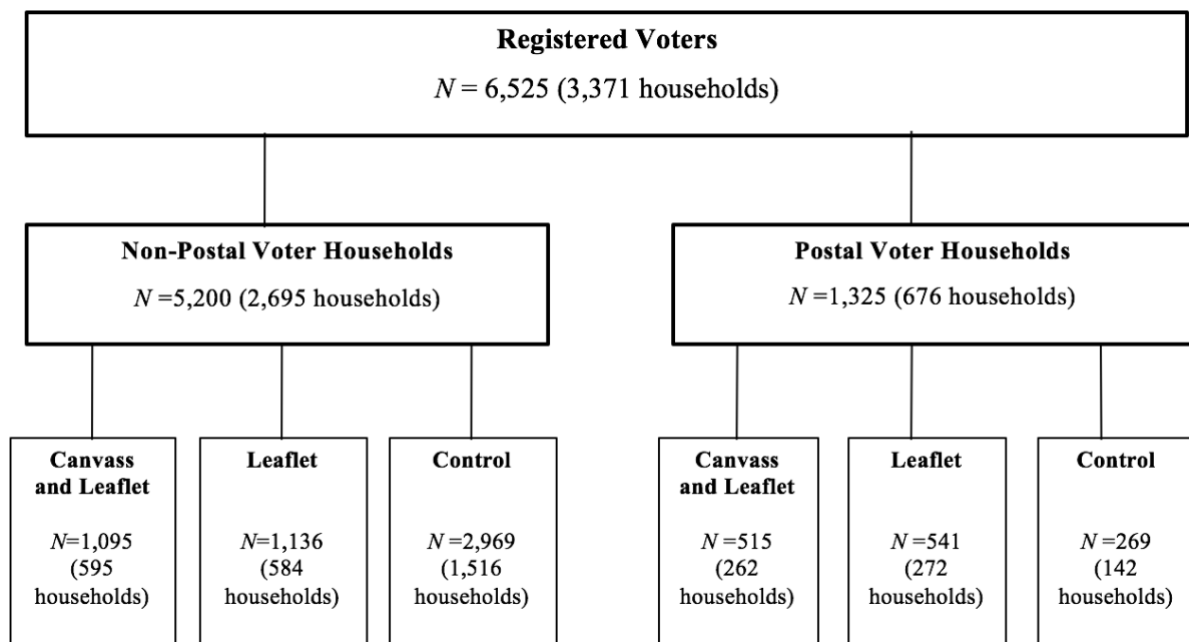 Registered Voters
N = 6,525 (3,371 households)
Non-Postal Voter Households
N =5,200 (2,695 households)
Postal Voter Households
N =1,325 (676 households)
Canvass
and Leaflet
N=1,095
(595
households)
Leaflet
N=1,136
(584
households)
Control
N =2,969
(1,516
households)
Canvass
and Leaflet
N =515
(262
households)
Leaflet
N =541
(272
households)
Control
N =269
(142
households)